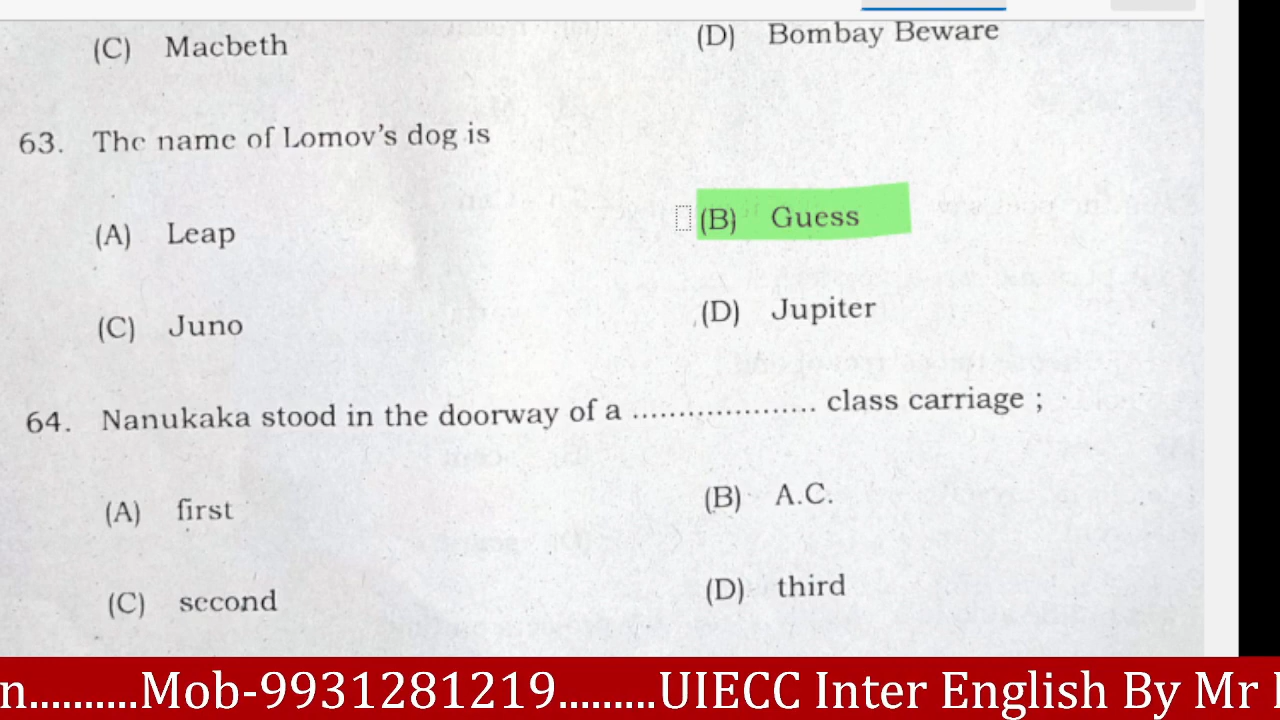 (C) Macbeth (D) Bombay Beware
63. The name of Lomov's dog is
(A) Leap (B) Guess
(C) Juno (D) Jupiter
64. Nanukaka stood in the doorway of a .................... class carriage ;
(A) first (B) A.C.
(C) second (D) third
n..........Mob-9931281219.........UIECC Inter English By Mr